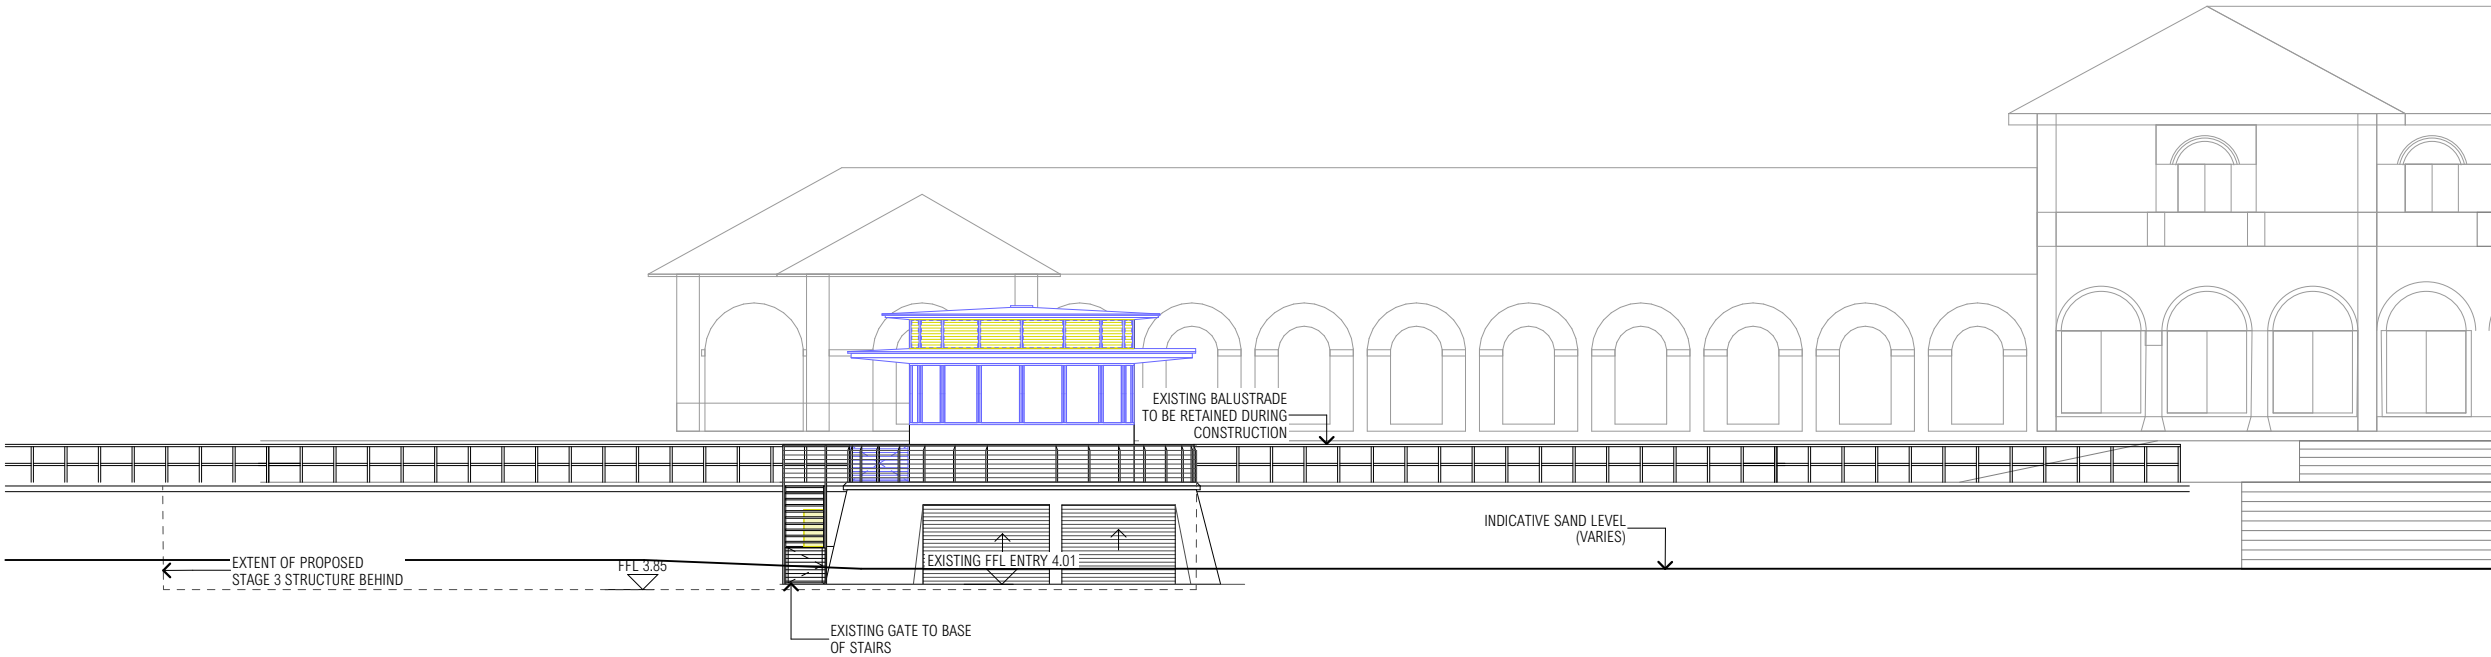 EXISTING BALUSTRADE
TO BE RETAINED DURING
CONSTRUCTION
INDICATIVE SAND LEVEL
(VARIES)
EXTENT OF PROPOSED
STAGE 3 STRUCTURE BEHIND
FFL 3.85
EXISTING FFL ENTRY 4.01
EXISTING GATE TO BASE
OF STAIRS